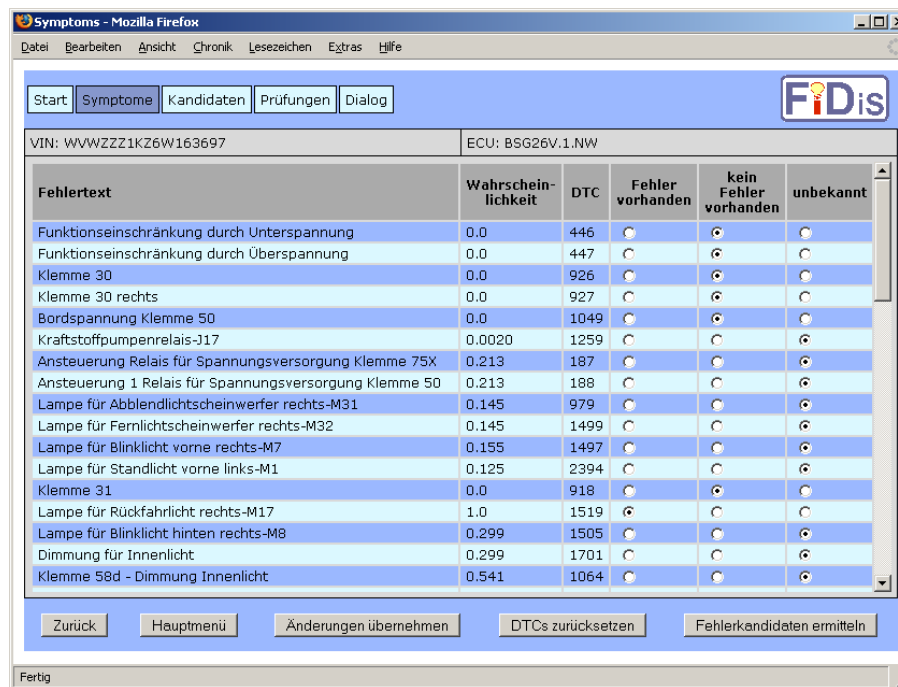 Symptoms - Mozilla Firefox
Datei Bearbeiten Ansicht Chronik Lesezeichen Extras Hilfe
Start Symptome Kandidaten Prüfungen Dialog FiDis
VIN: WVWZZZ1KZ6W163697 ECU: BSG26V.1.NW
Fehlertext Wahrschein-lichkeit DTC Fehler vorhanden kein Fehler vorhanden unbekannt
Funktionseinschränkung durch Unterspannung 0.0 446
Funktionseinschränkung durch Überspannung 0.0 447
Klemme 30 0.0 926
Klemme 30 rechts 0.0 927
Bordspannung Klemme 50 0.0 1049
Kraftstoffpumpenrelais-J17 0.0020 1259
Ansteuerung Relais für Spannungsversorgung Klemme 75X 0.213 187
Ansteuerung 1 Relais für Spannungsversorgung Klemme 50 0.213 188
Lampe für Abblendlichtscheinwerfer rechts-M31 0.145 979
Lampe für Fernlichtscheinwerfer rechts-M32 0.145 1499
Lampe für Blinklicht vorne rechts-M7 0.155 1497
Lampe für Standlicht vorne links-M1 0.125 2394
Klemme 31 0.0 918
Lampe für Rückfahrlicht rechts-M17 1.0 1519
Lampe für Blinklicht hinten rechts-M8 0.299 1505
Dimmung für Innenlicht 0.299 1701
Klemme 58d - Dimmung Innenlicht 0.541 1064
Zurück Hauptmenü Änderungen übernehmen DTCs zurücksetzen Fehlerkandidaten ermitteln
Fertig